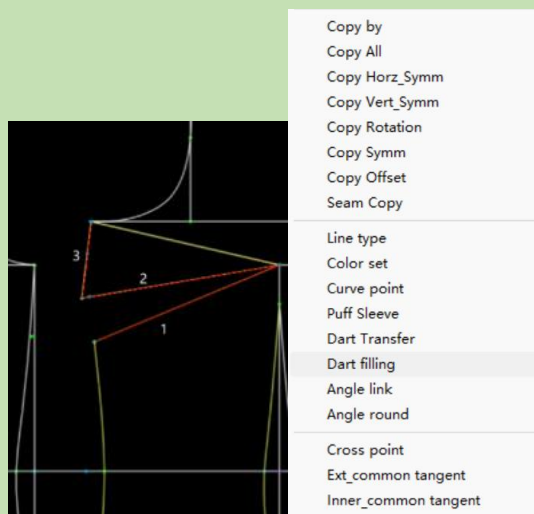 Copy by
Copy All
Copy Horz_Symm
Copy Vert_Symm
Copy Rotation
Copy Symm
Copy Offset
Seam Copy
Line type
Color set
Curve point
Puff Sleeve
Dart Transfer
Dart filling
Angle link
Angle round
Cross point
Ext_common tangent
Inner_common tangent
3
2
1